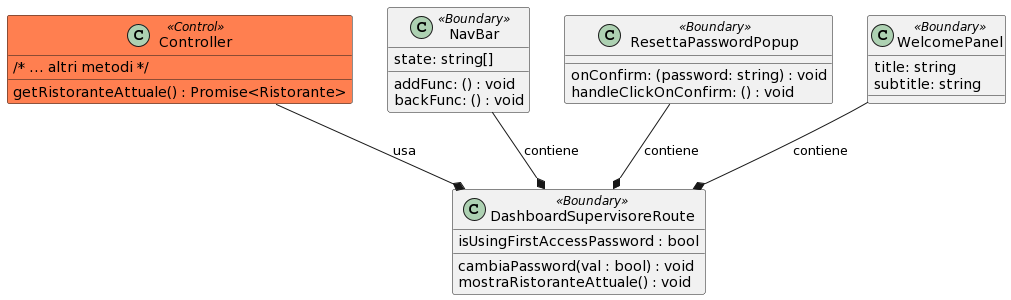 «Control»
C Controller
/* ... altri metodi */
getRistoranteAttuale() : Promise<Ristorante>
«Boundary»
C NavBar
state: string[]
addFunc: () : void
backFunc: () : void
«Boundary»
C ResettaPasswordPopup
onConfirm: (password: string) : void
handleClickOnConfirm: () : void
«Boundary»
C WelcomePanel
title: string
subtitle: string
usa
contiene
contiene
contiene
«Boundary»
C DashboardSupervisoreRoute
isUsingFirstAccessPassword : bool
cambiaPassword(val : bool) : void
mostraRistoranteAttuale() : void